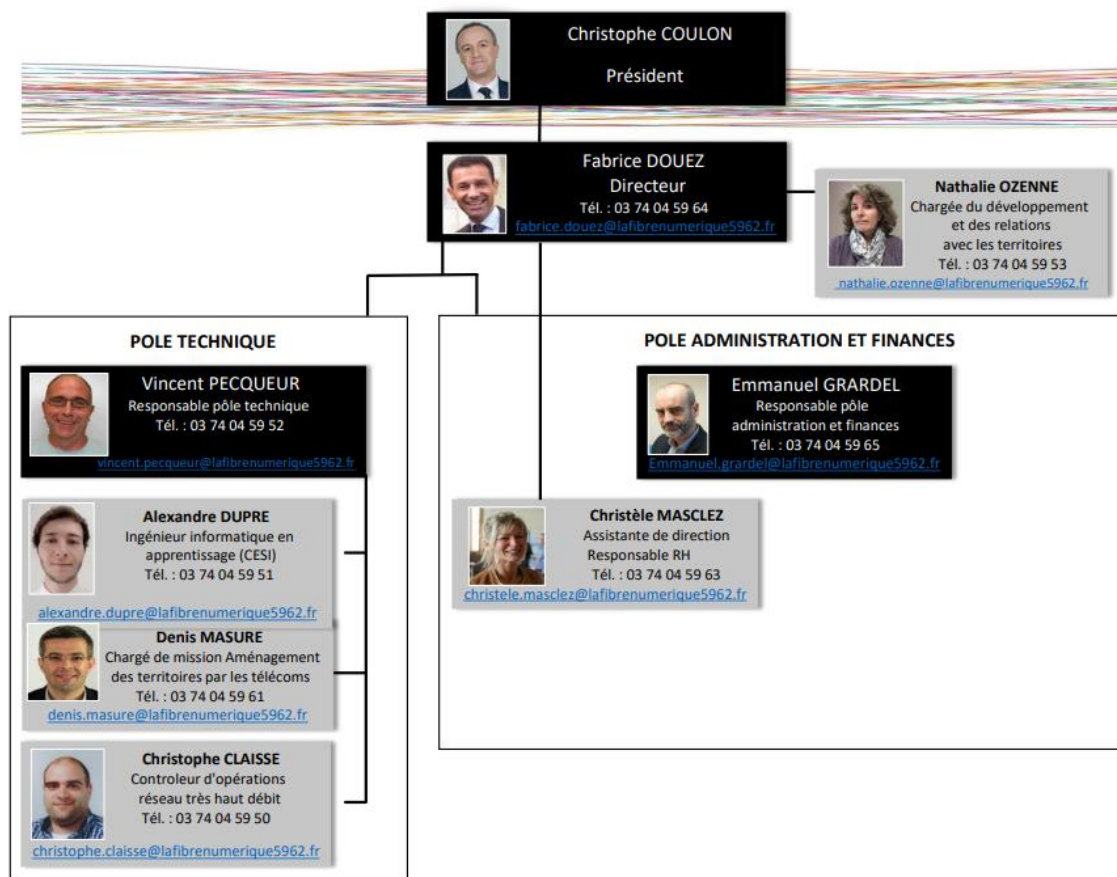 Christophe COULON
Président
Fabrice DOUEZ
Directeur
Tél. : 03 74 04 59 64
fabrice.douez@lafibrenumerique5962.fr
Nathalie OZENNE
Chargée du développement
et des relations
avec les territoires
Tél. : 03 74 04 59 53
nathalie.ozenne@lafibrenumerique5962.fr
POLE TECHNIQUE
Vincent PECQUEUR
Responsable pôle technique
Tél. : 03 74 04 59 52
vincent.pecqueur@lafibrenumerique5962.fr
Alexandre DUPRE
Ingénieur informatique en
apprentissage (CESI)
Tél. : 03 74 04 59 51
alexandre.dupre@lafibrenumerique5962.fr
Denis MASURE
Chargé de mission Aménagement
des territoires par les télécoms
Tél. : 03 74 04 59 61
denis.masure@lafibrenumerique5962.fr
Christophe CLAISSE
Controleur d'opérations
réseau très haut débit
Tél. : 03 74 04 59 50
christophe.claisse@lafibrenumerique5962.fr
POLE ADMINISTRATION ET FINANCES
Emmanuel GRARDEL
Responsable pôle
administration et finances
Tél. : 03 74 04 59 65
Emmanuel.grardel@lafibrenumerique5962.fr
Christèle MASCLEZ
Assistante de direction
Responsable RH
Tél. : 03 74 04 59 63
christele.masclez@lafibrenumerique5962.fr